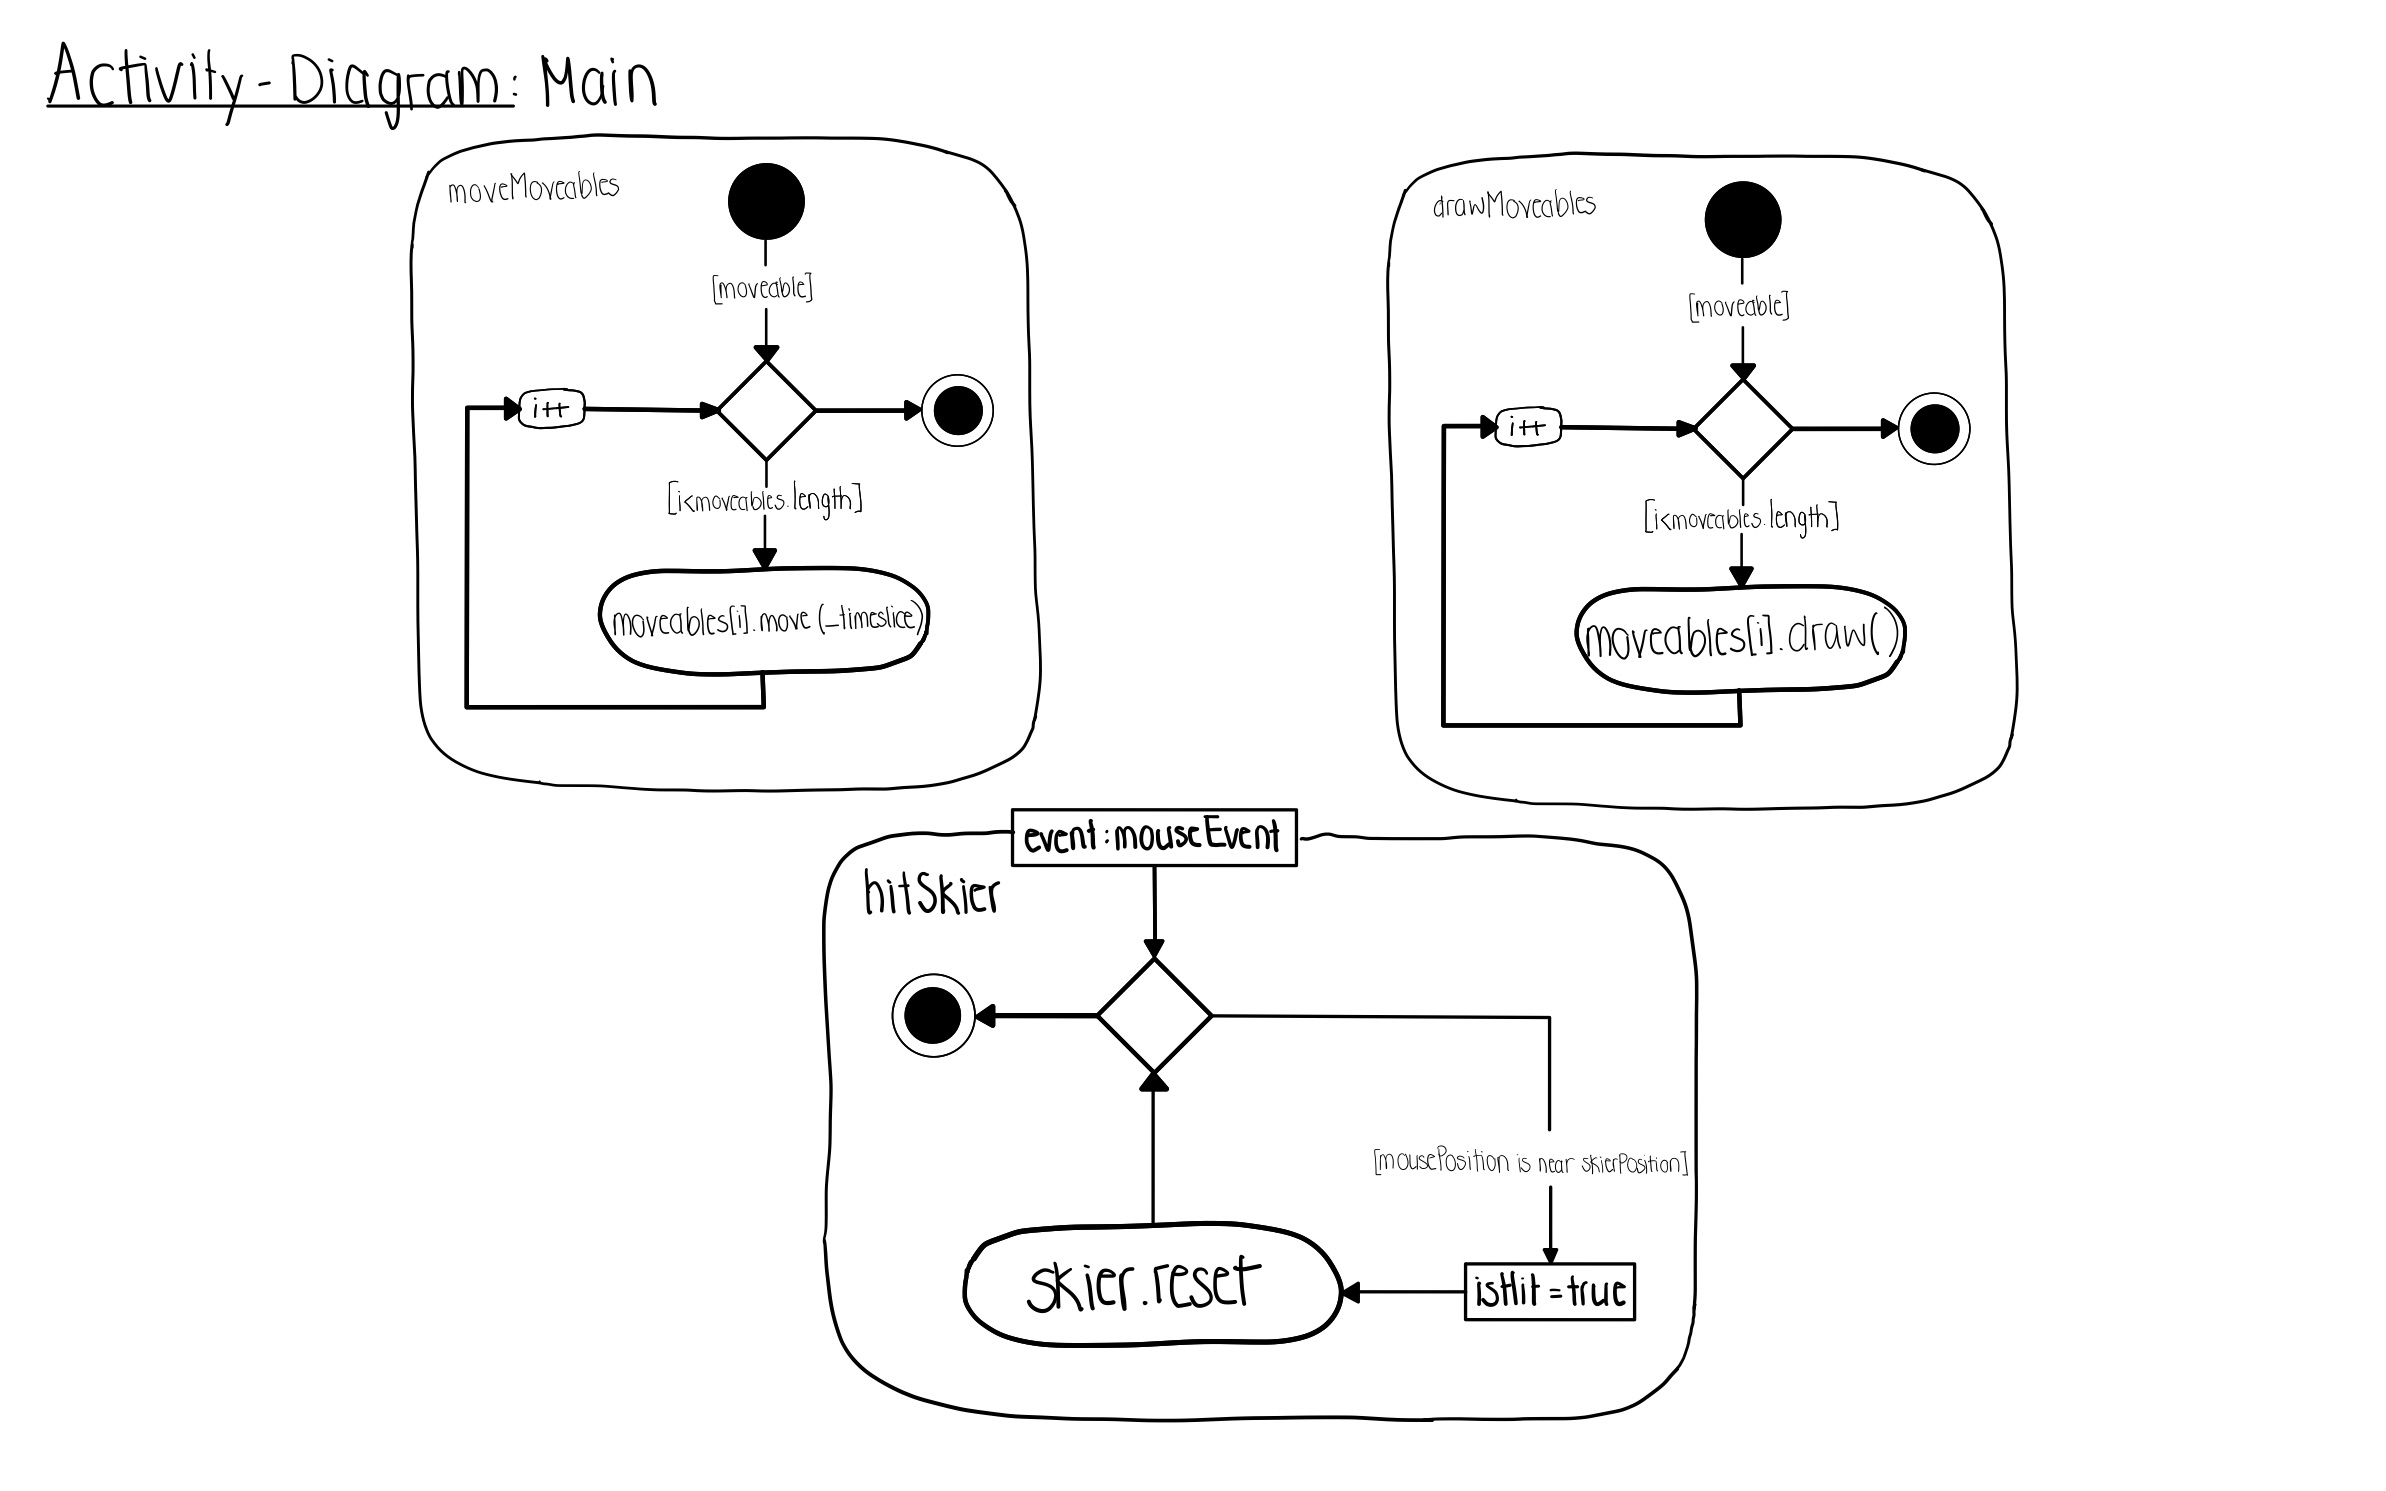 Activity-Diagram: Main
moveMoveables
[moveable]
i++
[i<moveables.length]
moveables[i].move(_timeslice)
drawMoveables
[moveable]
i++
[i<moveables.length]
moveables[i].draw()
event:mouseEvent
hitSkier
[mousePosition is near skierPosition]
isHit=true
skier.reset